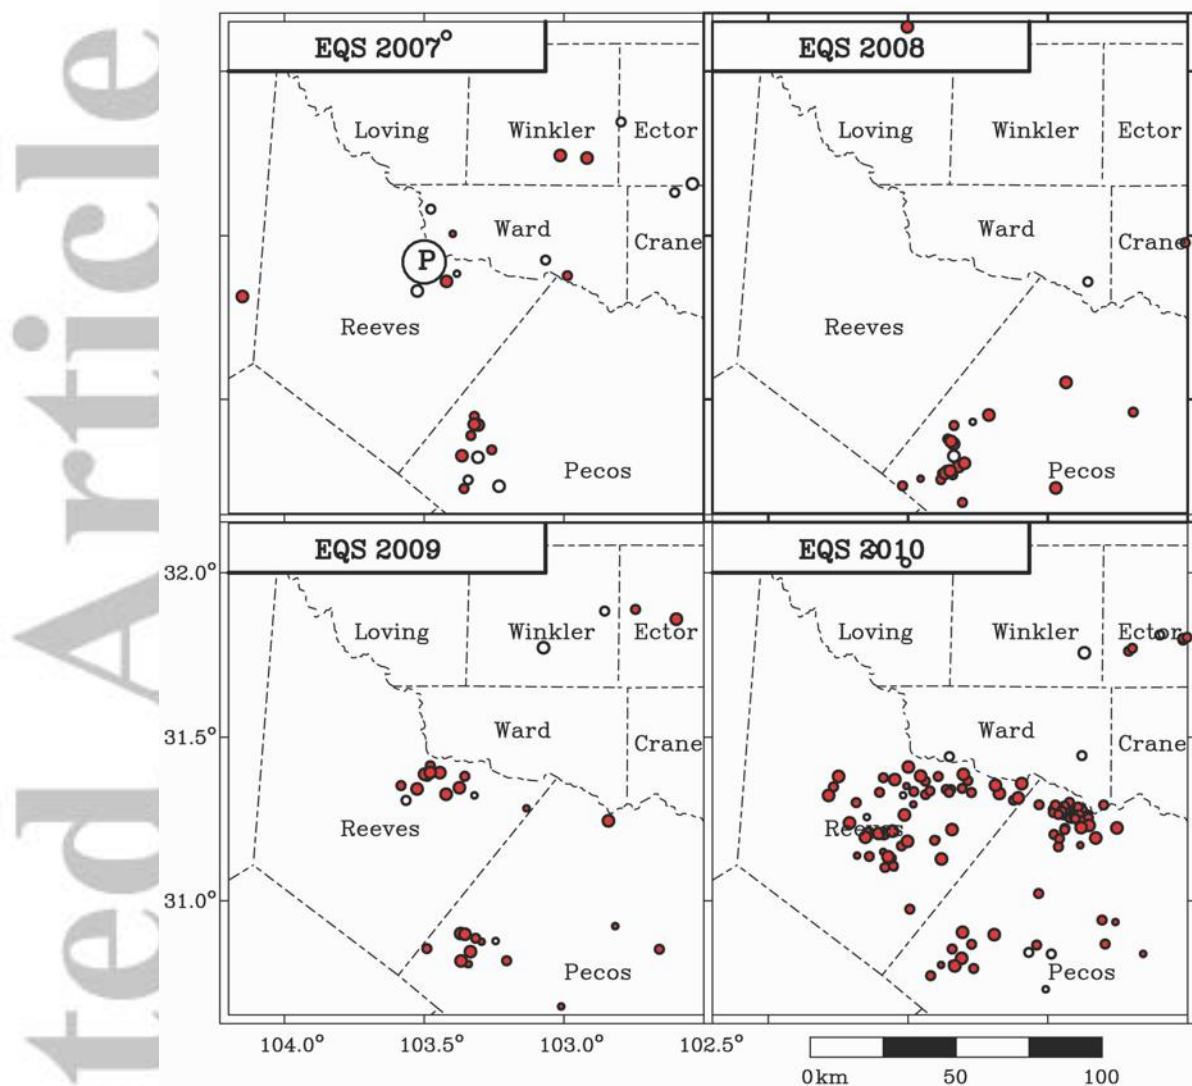 ted Article
EQS 2007
EQS 2008
Loving
Winkler
Ector
Loving
Winkler
Ector
Ward
Crane
Ward
Crane
P
Reeves
Reeves
Pecos
Pecos
EQS 2009
EQS 2010
32.0°
Loving
Winkler
Ector
Loving
Winkler
Ector
31.5°
Ward
Crane
Ward
Crane
Reeves
Reeves
31.0°
Pecos
Pecos
104.0°
103.5°
103.0°
102.5°
0km
50
100